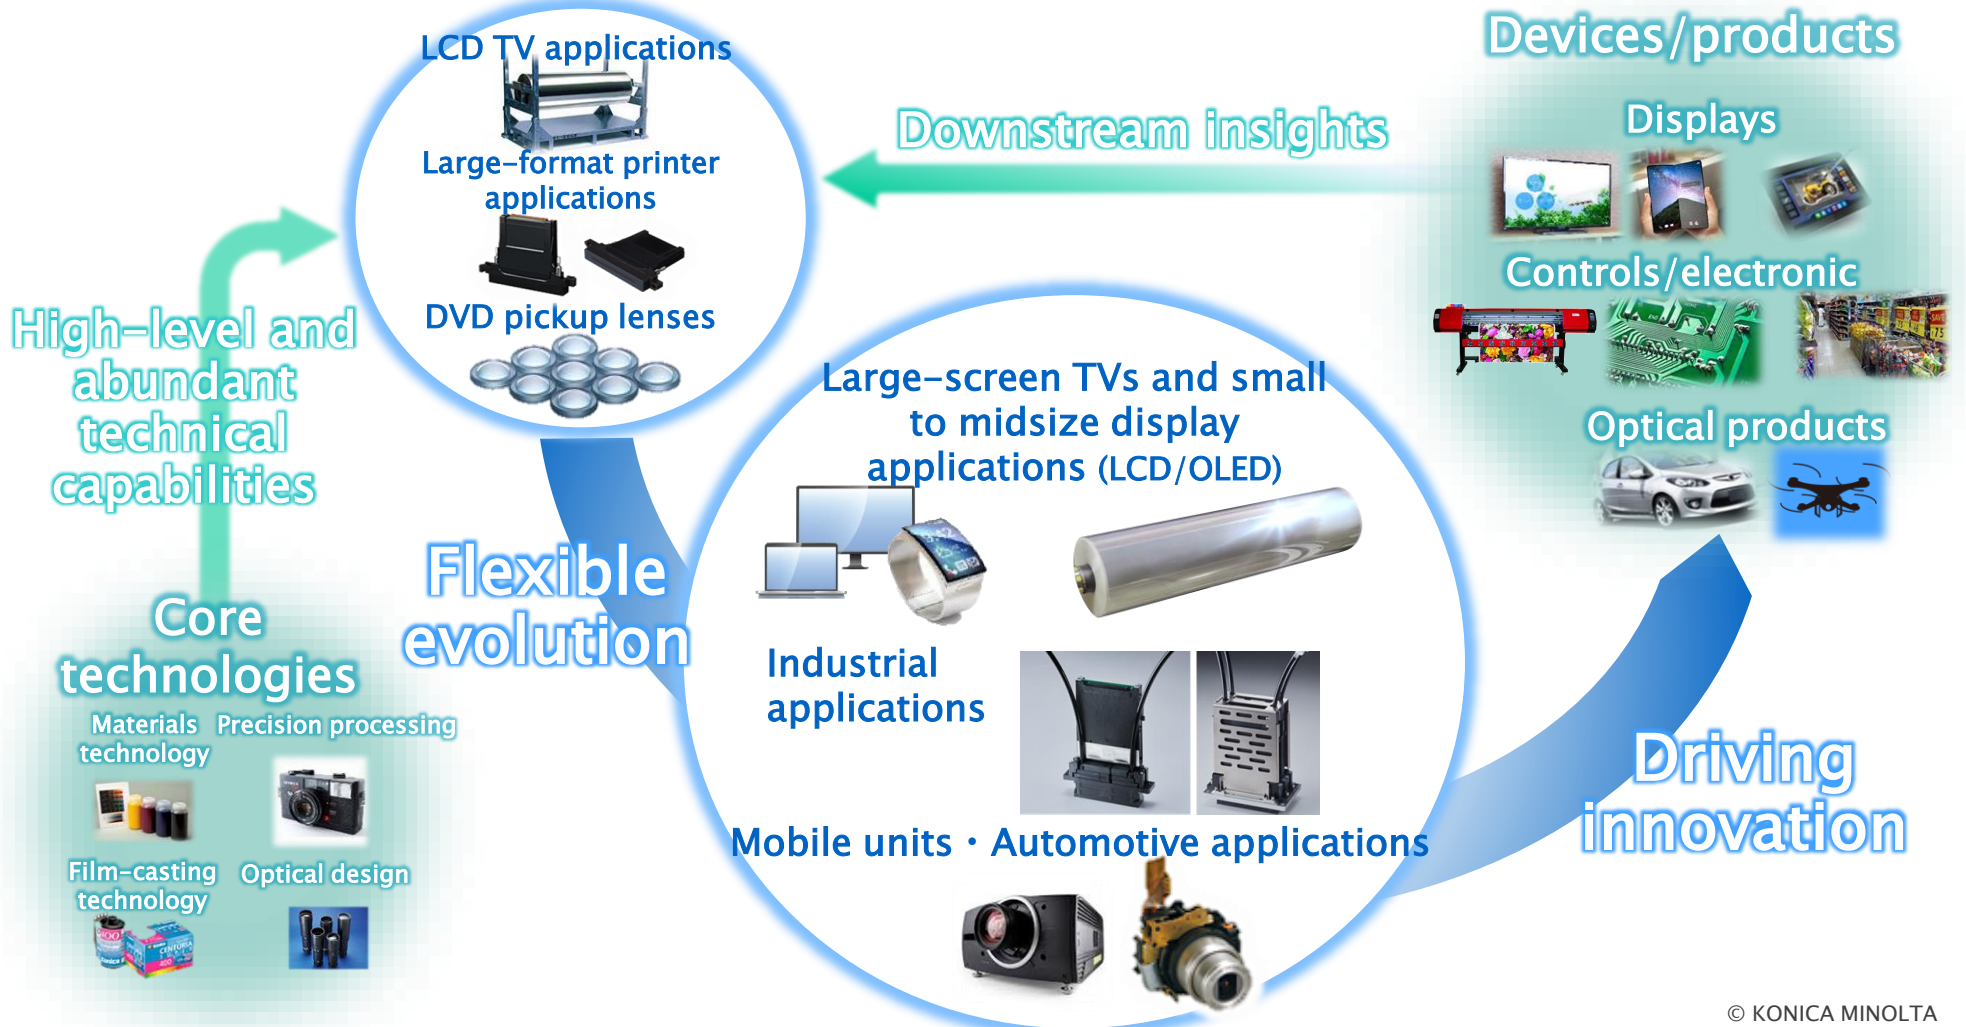 LCD TV applications
Large-format printer
applications
DVD pickup lenses
Downstream insights
Devices/products
Displays
Controls/electronic
Optical products
High-level and
abundant
technical
capabilities
Core
technologies
Materials
technology
Precision processing
Film-casting
technology
Optical design
Flexible
evolution
Large-screen TVs and small
to midsize display
applications (LCD/OLED)
Industrial
applications
Mobile units・Automotive applications
Driving
innovation
© KONICA MINOLTA